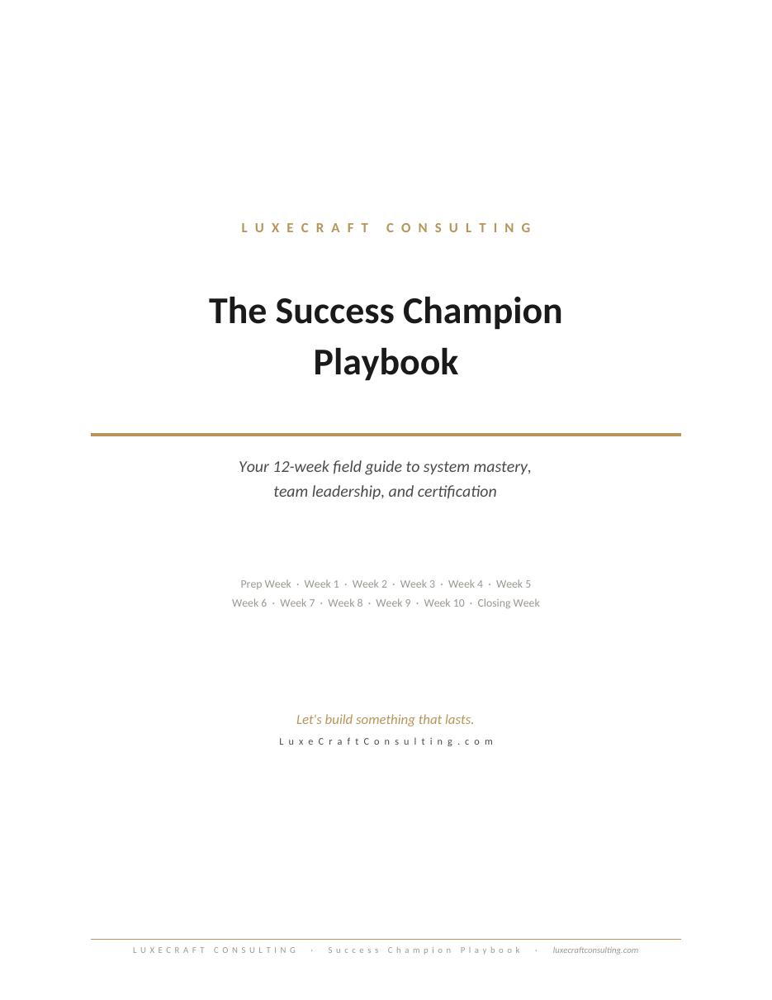 LUXECRAFT CONSULTING
The Success Champion
Playbook
Your 12-week field guide to system mastery,
team leadership, and certification
Prep Week · Week 1 · Week 2 · Week 3 · Week 4 · Week 5
Week 6 · Week 7 · Week 8 · Week 9 · Week 10 · Closing Week
Let's build something that lasts.
LuxeCraftConsulting.com
LUXECRAFT CONSULTING · Success Champion Playbook · luxecraftconsulting.com